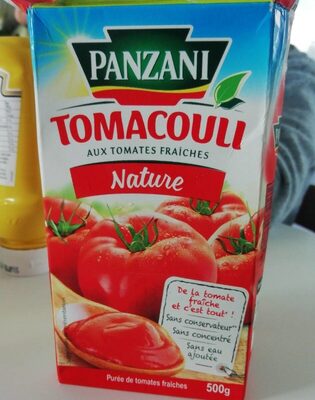 PANZANI
TOMACOULI
AUX TOMATES FRAÎCHES
Nature
De la tomate
fraîche
et c'est tout* !
Sans conservateur**
Sans concentré
Sans eau
ajoutée
Purée de tomates fraîches
500g